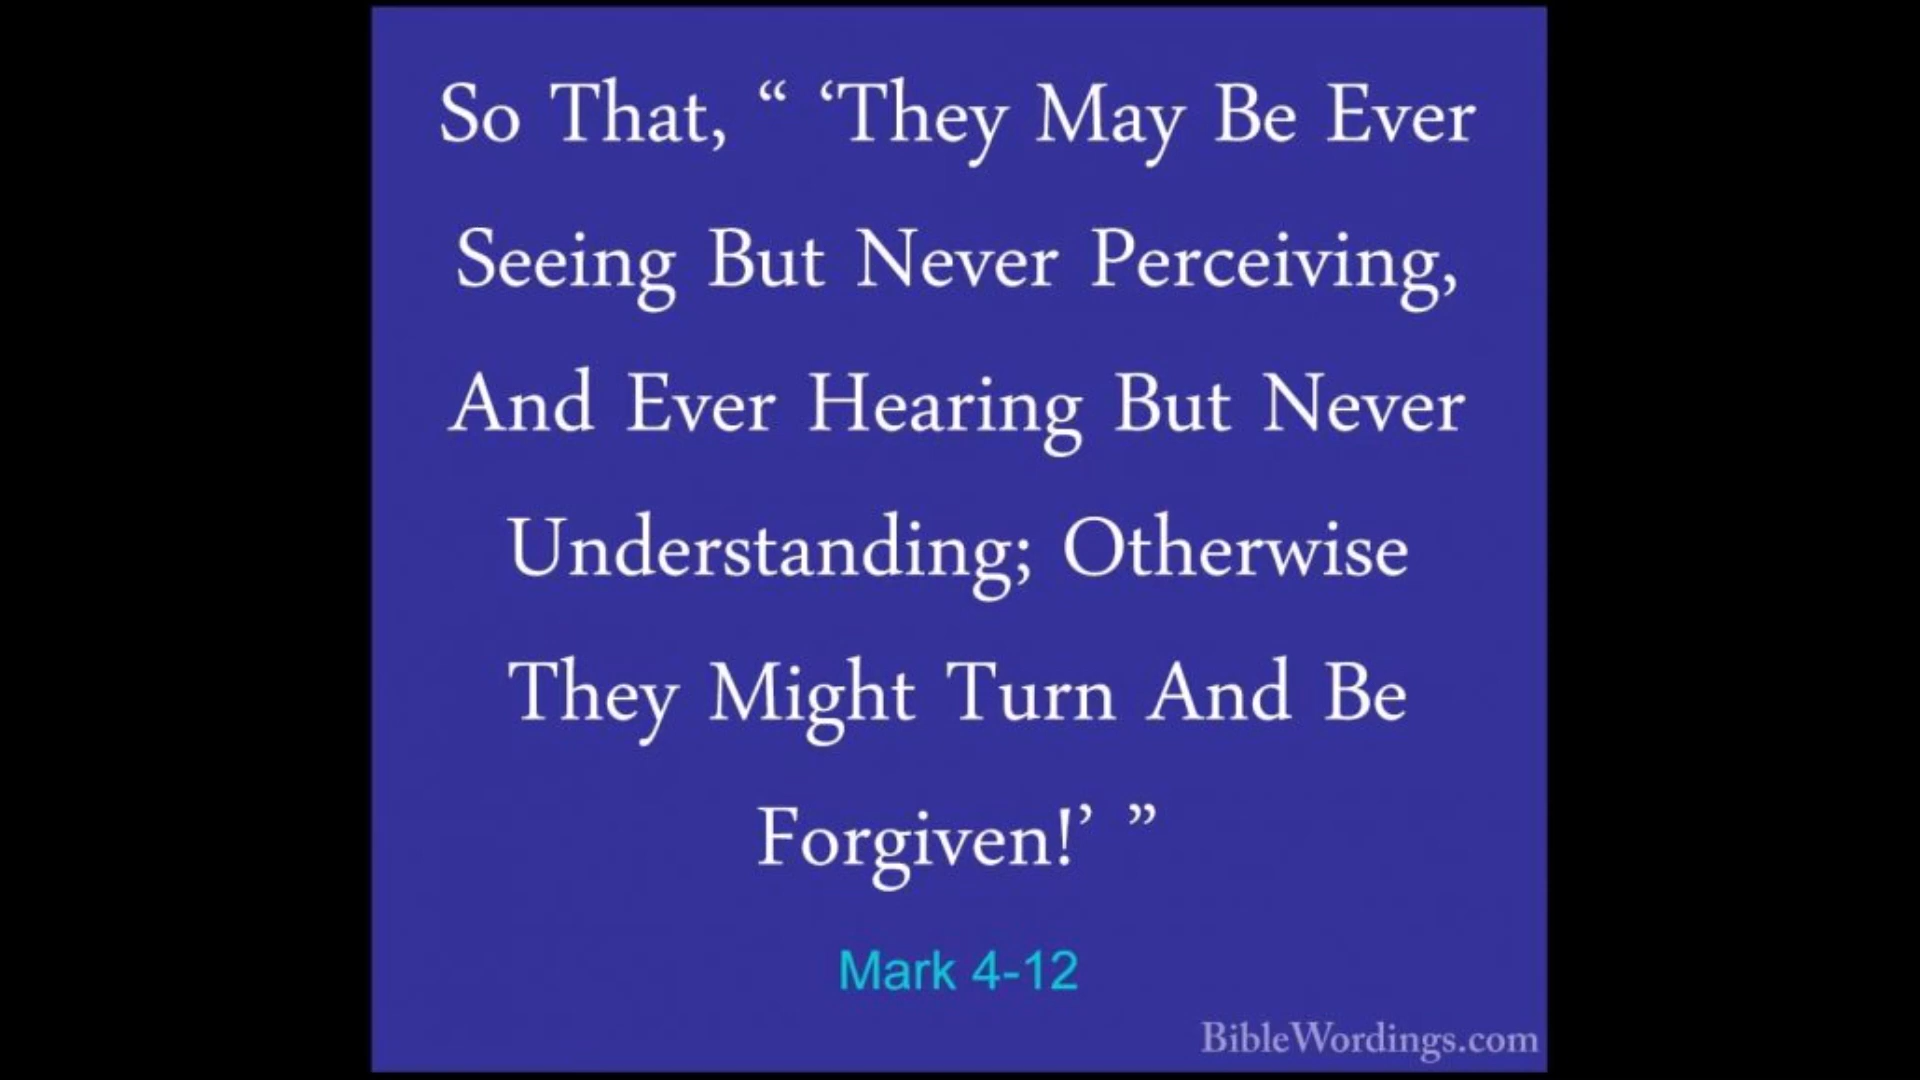 So That, “ ‘They May Be Ever
Seeing But Never Perceiving,
And Ever Hearing But Never
Understanding; Otherwise
They Might Turn And Be
Forgiven!’ ”
Mark 4-12
BibleWordings.com